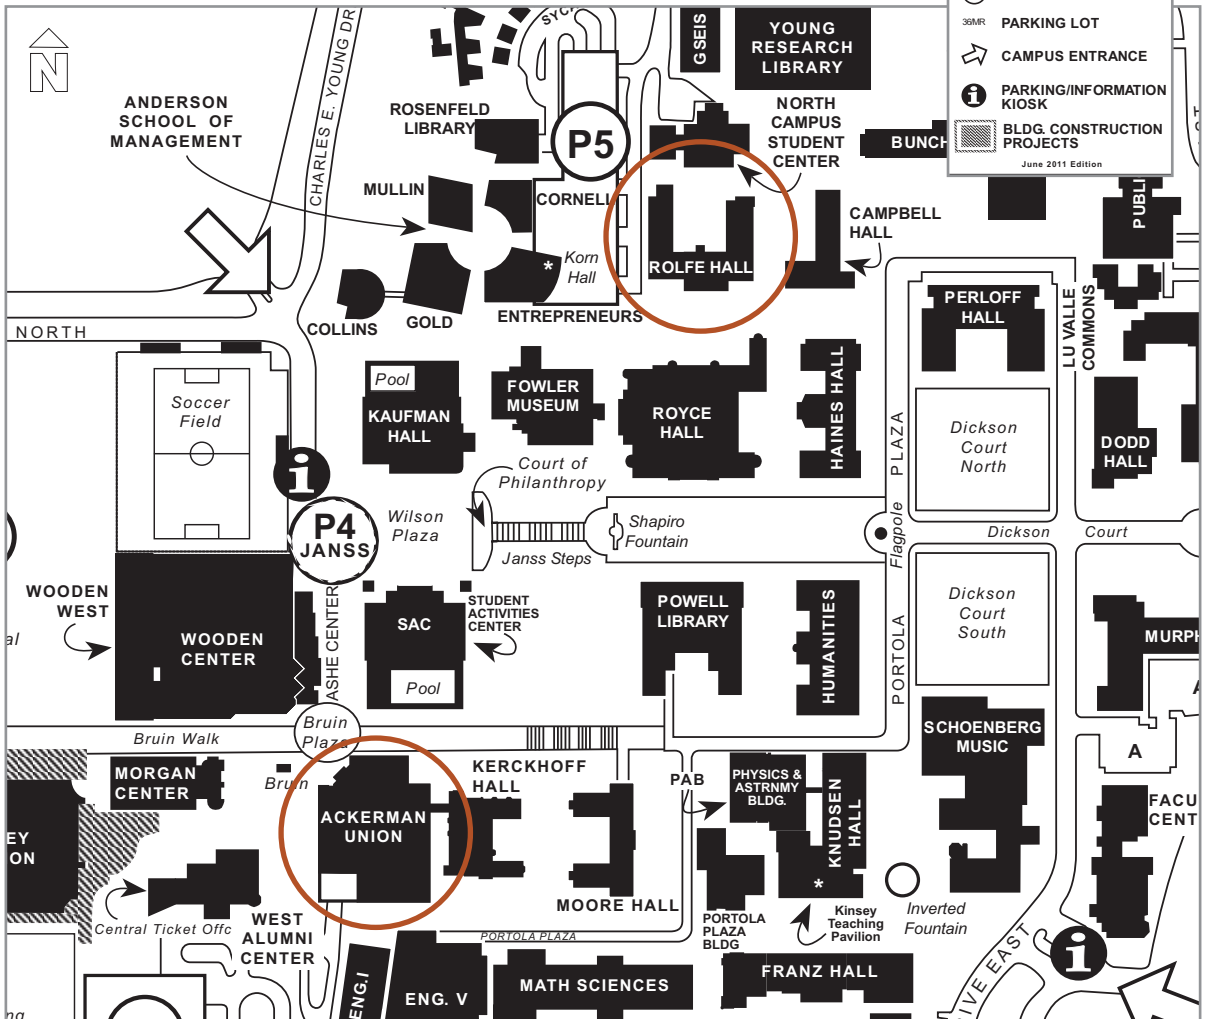 N
ANDERSON
SCHOOL OF
MANAGEMENT
CHARLES E. YOUNG DR
ROSENFELD
LIBRARY
P5
GSEIS
YOUNG
RESEARCH
LIBRARY
NORTH
CAMPUS
STUDENT
CENTER
36/MR PARKING LOT
CAMPUS ENTRANCE
i PARKING/INFORMATION
KIOSK
BLDG. CONSTRUCTION
PROJECTS
June 2011 Edition
MULLIN
CORNELL
Korn
Hall
*
ROLFE HALL
CAMPBELL
HALL
COLLINS
GOLD
ENTREPRENEURS
PERLOFF
HALL
LU VALLE
COMMONS
NORTH
Soccer
Field
Pool
KAUFMAN
HALL
FOWLER
MUSEUM
ROYCE
HALL
HAINES HALL
PLAZA
Dickson
Court
North
DODD
HALL
i
P4
JANSS
Wilson
Plaza
Court of
Philanthropy
Janss Steps
Shapiro
Fountain
Flagpole
Dickson Court
WOODEN
WEST
WOODEN
CENTER
ASHE CENTER
SAC
STUDENT
ACTIVITIES
CENTER
Pool
POWELL
LIBRARY
HUMANITIES
PORTOLA
Dickson
Court
South
Bruin
Plaza
Bruin Walk
MORGAN
CENTER
Bruin
ACKERMAN
UNION
KERCKHOFF
HALL
PAB
PHYSICS &
ASTRNMY
BLDG.
KNUDSEN
HALL
*
SCHOENBERG
MUSIC
A
Central Ticket Offc
WEST
ALUMNI
CENTER
MOORE HALL
PORTOLA
PLAZA
BLDG
Kinsey
Teaching
Pavilion
Inverted
Fountain
PORTOLA PLAZA
ENG. I
ENG. V
MATH SCIENCES
FRANZ HALL
EAST
i